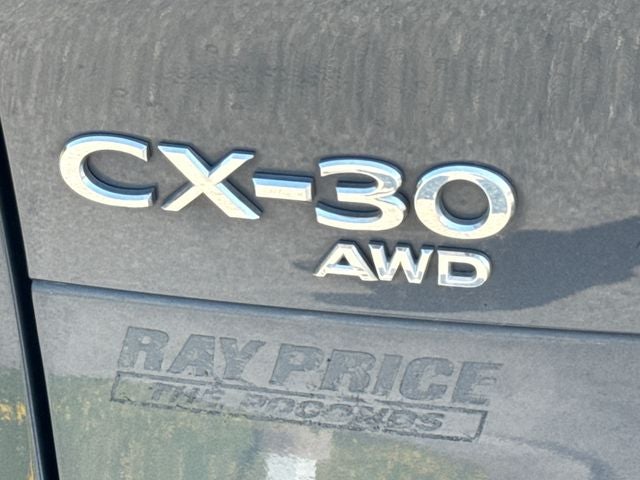 CX-30
AWD
RAY PRICE
THE POCONOS